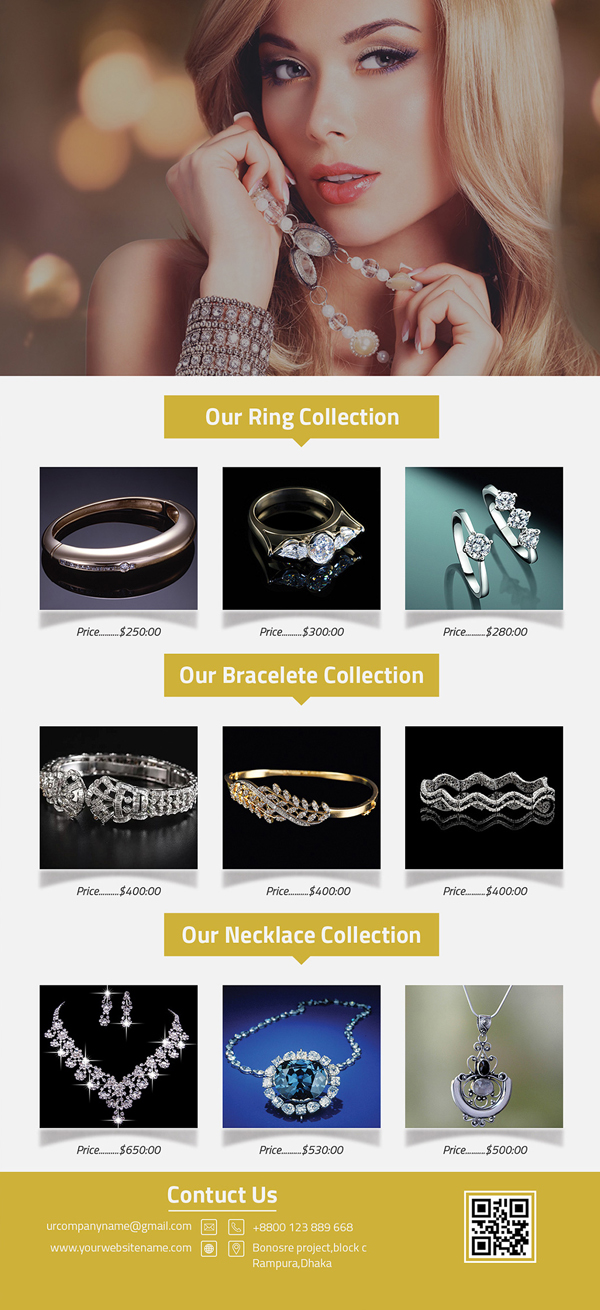 Our Ring Collection
Price..........$250:00
Price..........$300:00
Price..........$280:00
Our Bracelete Collection
Price..........$400:00
Price..........$400:00
Price..........$400:00
Our Necklace Collection
Price..........$650:00
Price..........$530:00
Price..........$500:00
Contuct Us
urcompanyname@gmail.com
+8800 123 889 668
www.yourwebsitename.com
Bonosre project,block c
Rampura,Dhaka